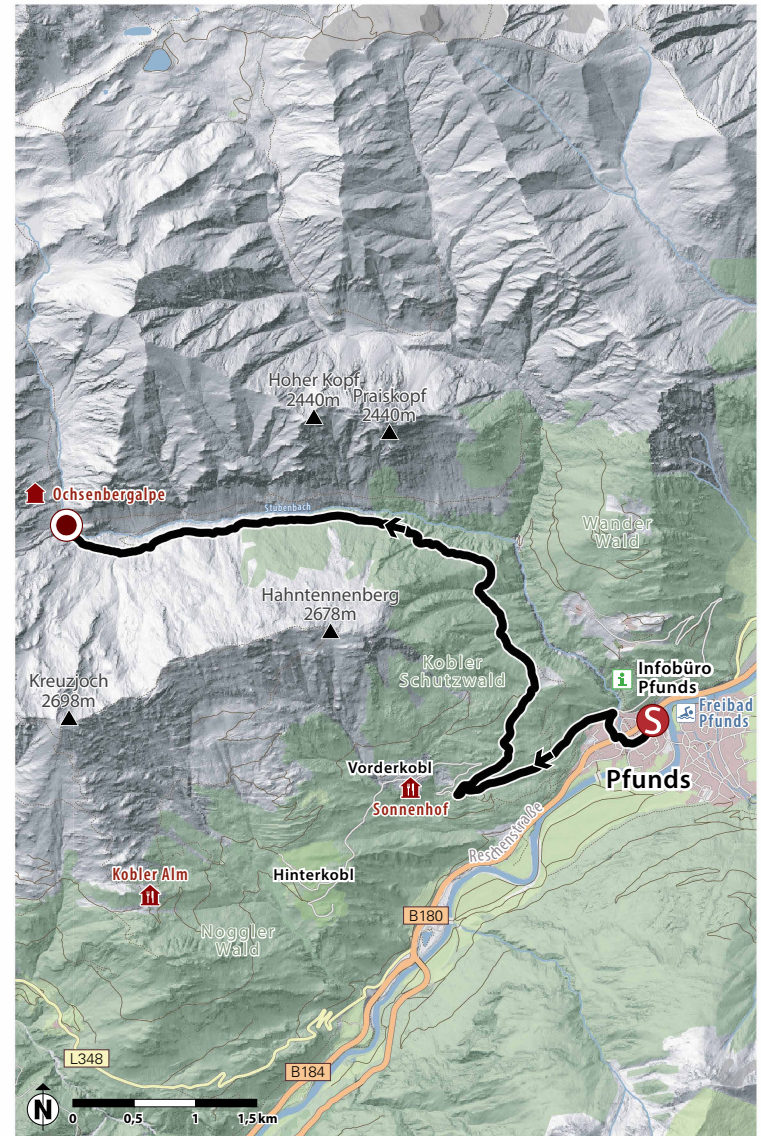 Hoher Kopf
2440m
Praiskopf
2440m
Ochsenbergalpe
Stubenbach
Wander
Wald
Hahntennenberg
2678m
Kobler
Schutzwald
Kreuzjoch
2698m
i
Infobüro
Pfunds
S
Freibad
Pfunds
Vorderkobl
Sonnenhof
Pfunds
Reschenstraße
Kobler Alm
Hinterkobl
B180
Noggler
Wald
L348
B184
N
0 0,5 1 1,5 km